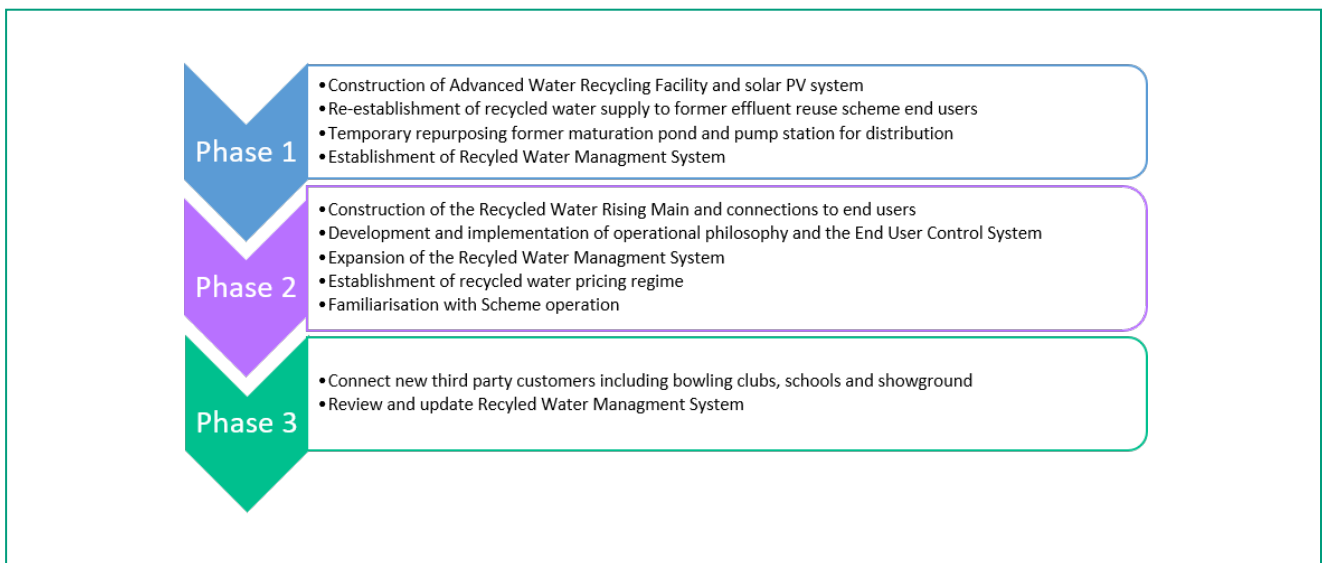 Phase 1
•Construction of Advanced Water Recycling Facility and solar PV system
•Re-establishment of recycled water supply to former effluent reuse scheme end users
•Temporary repurposing former maturation pond and pump station for distribution
•Establishment of Recyled Water Managment System
Phase 2
•Construction of the Recycled Water Rising Main and connections to end users
•Development and implementation of operational philosophy and the End User Control System
•Expansion of the Recyled Water Managment System
•Establishment of recycled water pricing regime
•Familiarisation with Scheme operation
Phase 3
•Connect new third party customers including bowling clubs, schools and showground
•Review and update Recyled Water Managment System